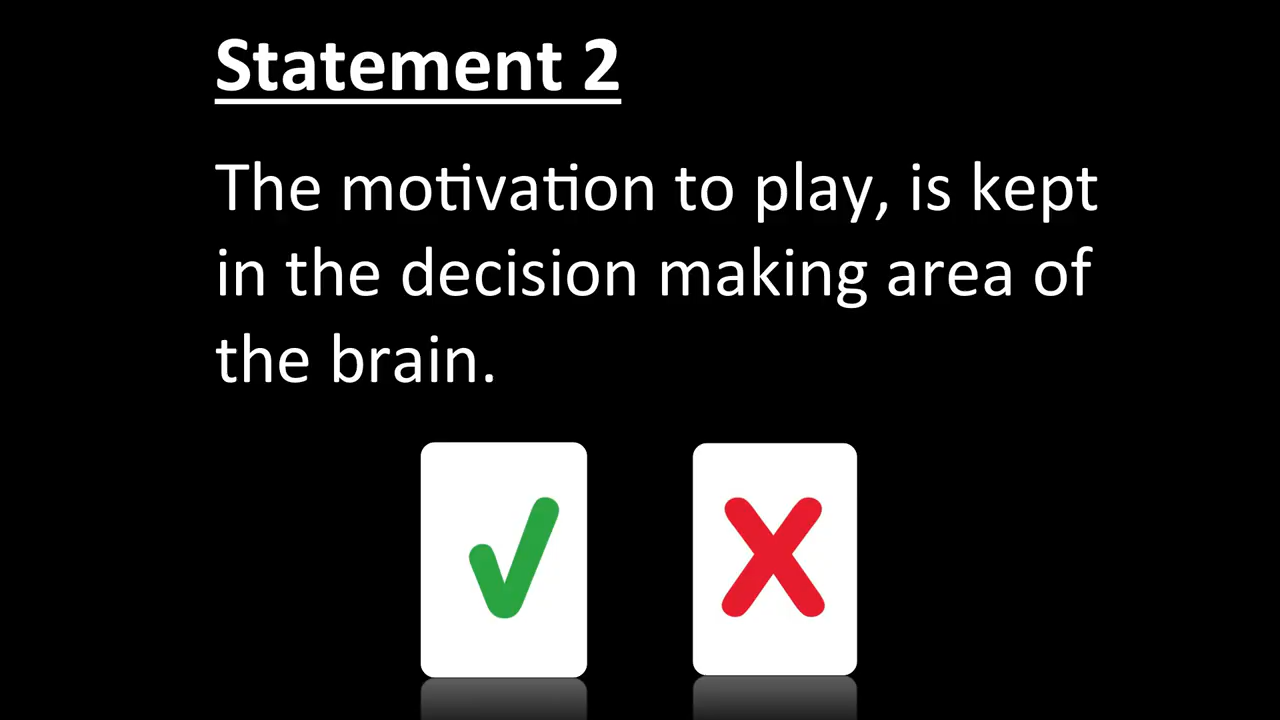 Statement 2
The motivation to play, is kept
in the decision making area of
the brain.